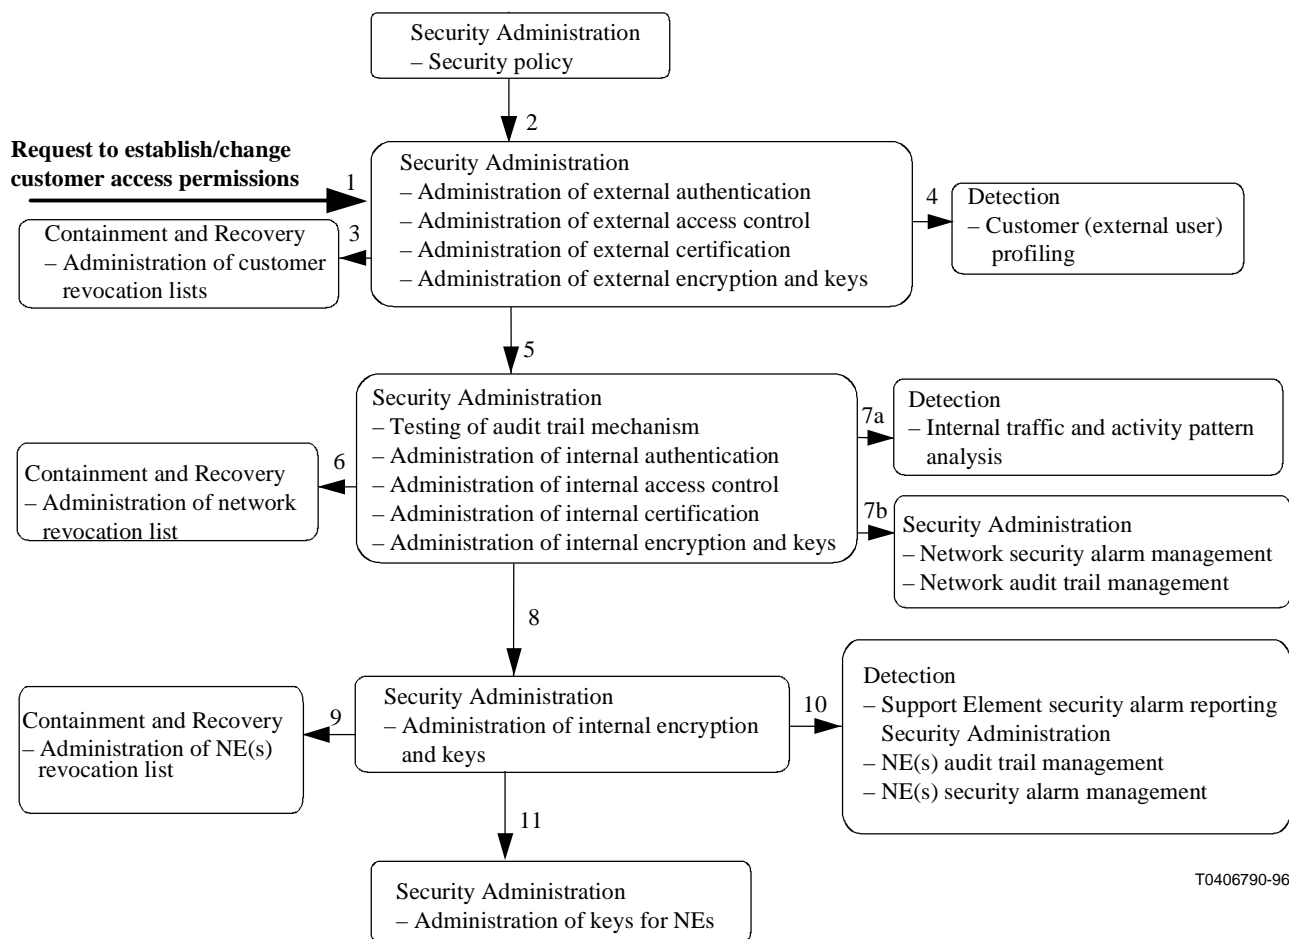 Security Administration
– Security policy
2
Request to establish/change
customer access permissions
1
Security Administration
– Administration of external authentication
– Administration of external access control
– Administration of external certification
– Administration of external encryption and keys
3
Containment and Recovery
– Administration of customer
revocation lists
4
Detection
– Customer (external user)
profiling
5
Security Administration
– Testing of audit trail mechanism
– Administration of internal authentication
– Administration of internal access control
– Administration of internal certification
– Administration of internal encryption and keys
6
Containment and Recovery
– Administration of network
revocation list
7a
Detection
– Internal traffic and activity pattern
analysis
7b
Security Administration
– Network security alarm management
– Network audit trail management
8
Security Administration
– Administration of internal encryption
and keys
9
Containment and Recovery
– Administration of NE(s)
revocation list
10
Detection
– Support Element security alarm reporting
Security Administration
– NE(s) audit trail management
– NE(s) security alarm management
11
Security Administration
– Administration of keys for NEs
T0406790-96